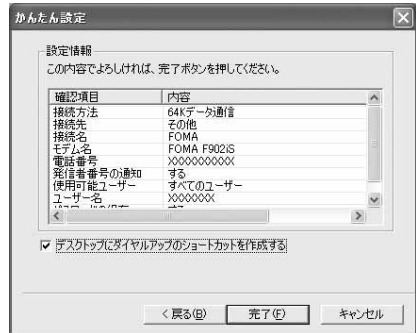 かんたん設定
設定情報
この内容でよろしければ、完了ボタンを押してください。
確認項目 内容
接続方法 64Kデータ通信
接続先 その他
接続名 FOMA
モデム名 FOMA F902iS
電話番号 XXXXXXXXXX
発信者番号の通知 する
使用可能ユーザー すべてのユーザー
ユーザー名 XXXXXXX
デスクトップにダイヤルアップのショートカットを作成する
< 戻る(B) 完了(F) キャンセル